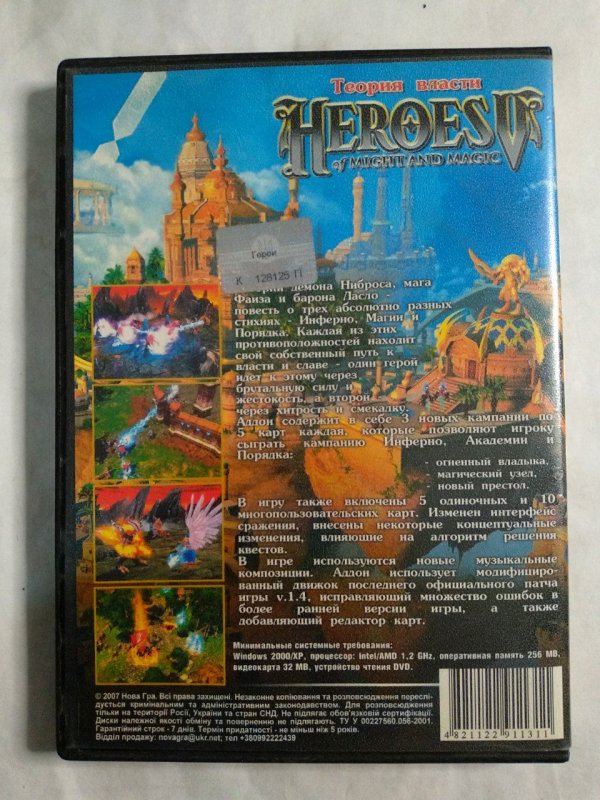 Теория власти
HEROES V
of MIGHT AND MAGIC
Герои
К 128125 П
демона Ниброса, мага
Фаиза и барона Ласло -
повесть о трех абсолютно разных
стихиях - Инферно, Магии и
Порядка. Каждая из этих
противоположностей находит
свой собственный путь к
власти и славе - один герой
идет к этому через
брутальную силу и
жестокость, а второй -
через хитрость и смекалку.
Аддон содержит в себе 3 новых кампании по
5 карт каждая, которые позволяют игроку
сыграть кампанию Инферно, Академии и
Порядка:
- огненный владыка,
- магический узел,
- новый престол.
В игру также включены 5 одиночных и 10
многопользовательских карт. Изменен интерфейс
сражения, внесены некоторые концептуальные
изменения, влияющие на алгоритм решения
квестов.
В игре используются новые музыкальные
композиции. Аддон использует модифициро-
ванный движок последнего официального патча
игры v.1.4, исправляющий множество ошибок в
более ранней версии игры, а также
добавляющий редактор карт.
Минимальные системные требования:
Windows 2000/XP, процессор: Intel/AMD 1.2 GHz, оперативная память 256 MB,
видеокарта 32 MB, устройство чтения DVD.
© 2007 Нова Гра. Всі права захищені. Незаконне копіювання та розповсюдження переслі-
дується кримінальним та адміністративним законодавством. Для розповсюдження
тільки на території Росії, України та стран СНД. Не підлягає обов'язковій сертифікації.
Диски належної якості обміну та поверненню не підлягають. ТУ У 00227560.056-2001.
Гарантійний строк - 7 днів. Термін придатності - не меньш ніж 5 років.
Відділ продажу: novagra@ukr.net; тел +380992222439
4 821122 911311